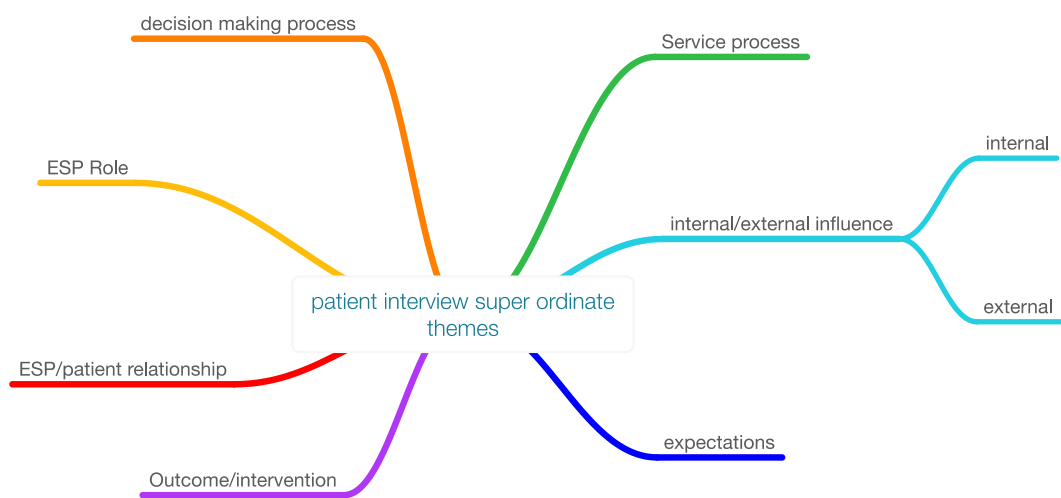 decision making process
Service process
internal
ESP Role
internal/external influence
patient interview super ordinate
themes
external
ESP/patient relationship
expectations
Outcome/intervention